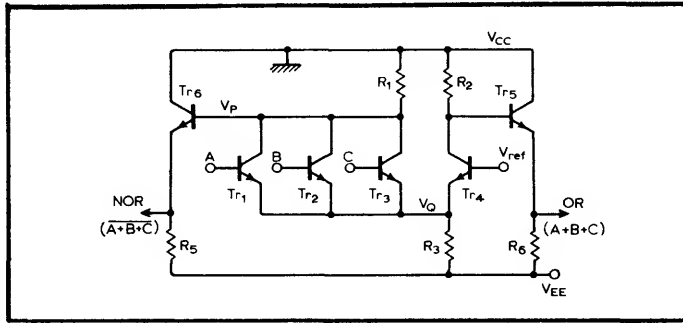 VCC
R1
R2
Tr6
VP
Tr5
A
B
C
Vref
Tr1
Tr2
Tr3
VQ
Tr4
NOR
(A+B+C)
R5
R3
R6
OR
(A+B+C)
VEE